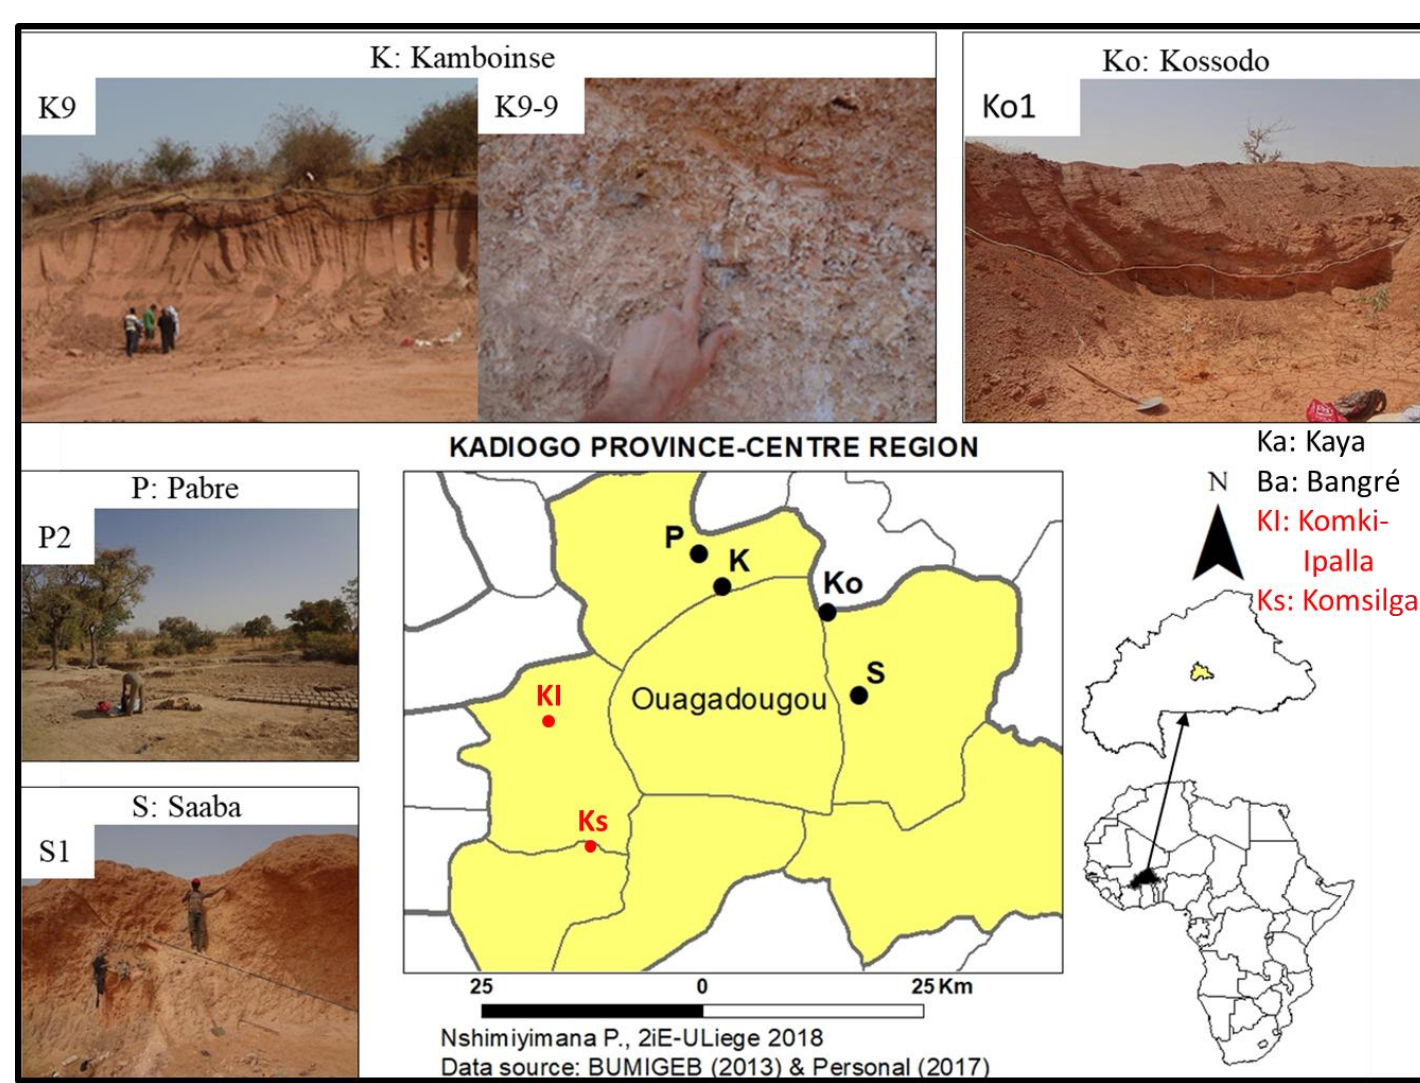 K: Kamboinse
K9
K9-9
Ko: Kossodo
Ko1
KADIOGO PROVINCE-CENTRE REGION
Ka: Kaya
Ba: Bangré
KI: Komki-
Ipalla
Ks: Komsilga
N
P: Pabre
P2
P
K
Ko
S
KI
Ouagadougou
Ks
S: Saaba
S1
25 0 25 Km
Nshimiyimana P., 2iE-ULiege 2018
Data source: BUMIGEB (2013) & Personal (2017)